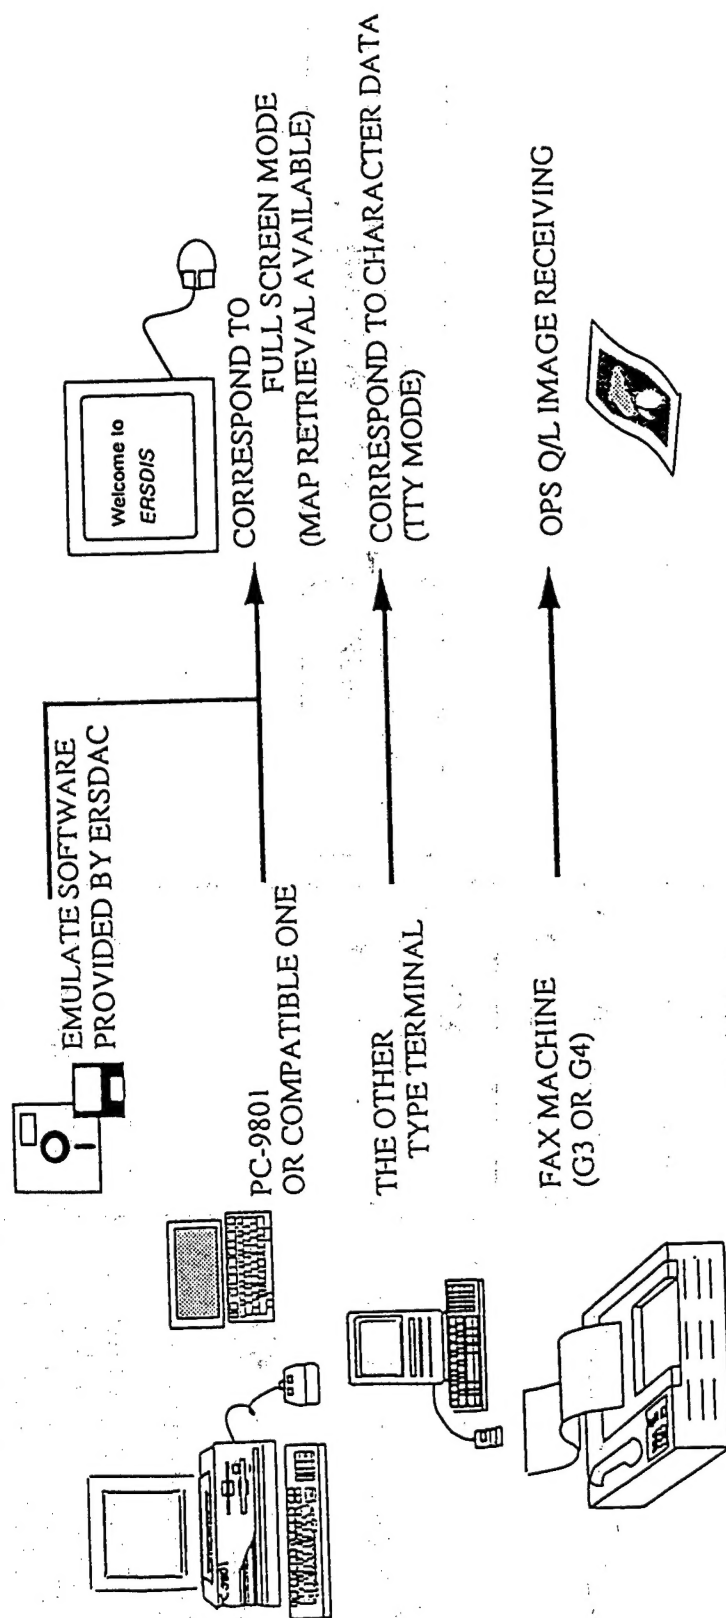 EMULATE SOFTWARE
PROVIDED BY ERSDAC
Welcome to
ERSDIS
PC-9801
OR COMPATIBLE ONE
CORRESPOND TO
FULL SCREEN MODE
(MAP RETRIEVAL AVAILABLE)
THE OTHER
TYPE TERMINAL
CORRESPOND TO CHARACTER DATA
(TTY MODE)
FAX MACHINE
(G3 OR G4)
OPS Q/L IMAGE RECEIVING